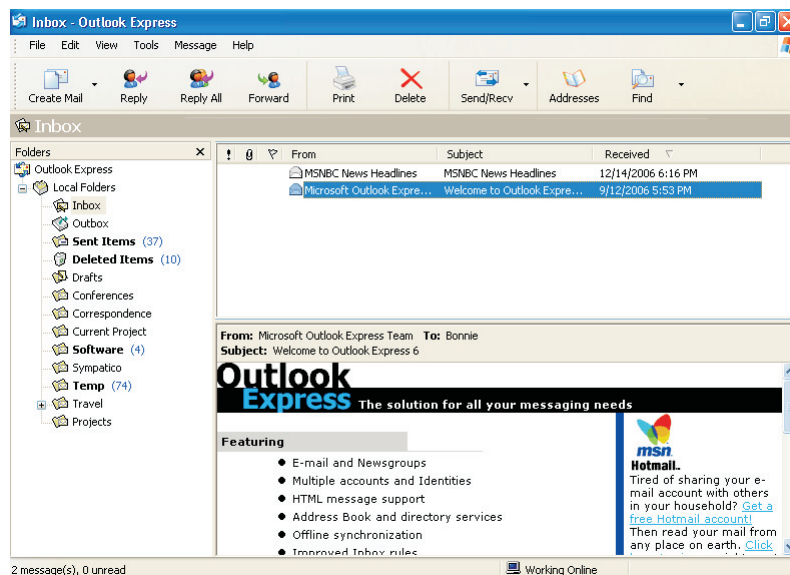 Inbox - Outlook Express
File Edit View Tools Message Help
Create Mail Reply Reply All Forward Print Delete Send/Recv Addresses Find
Inbox
Folders
Outlook Express
Local Folders
Inbox
Outbox
Sent Items (37)
Deleted Items (10)
Drafts
Conferences
Correspondence
Current Project
Software (4)
Sympatico
Temp (74)
Travel
Projects
! From Subject Received
MSNBC News Headlines MSNBC News Headlines 12/14/2006 6:16 PM
Microsoft Outlook Expre... Welcome to Outlook Expre... 9/12/2006 5:53 PM
From: Microsoft Outlook Express Team To: Bonnie
Subject: Welcome to Outlook Express 6
Outlook
Express The solution for all your messaging needs
Featuring
● E-mail and Newsgroups
● Multiple accounts and Identities
● HTML message support
● Address Book and directory services
● Offline synchronization
● Improved Inbox rules
msn
Hotmail.
Tired of sharing your e-
mail account with others
in your household? Get a
free Hotmail account!
Then read your mail from
any place on earth. Click
2 message(s), 0 unread Working Online